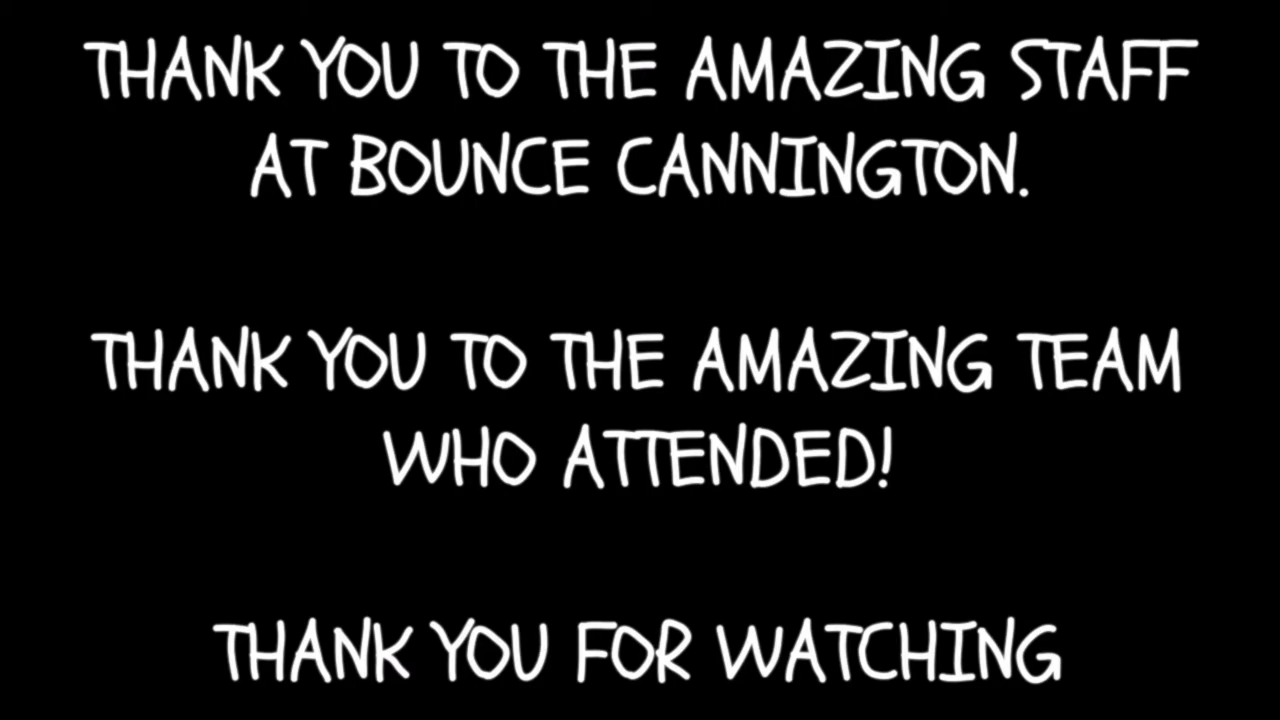 THANK YOU TO THE AMAZING STAFF
AT BOUNCE CANNINGTON.
THANK YOU TO THE AMAZING TEAM
WHO ATTENDED!
THANK YOU FOR WATCHING